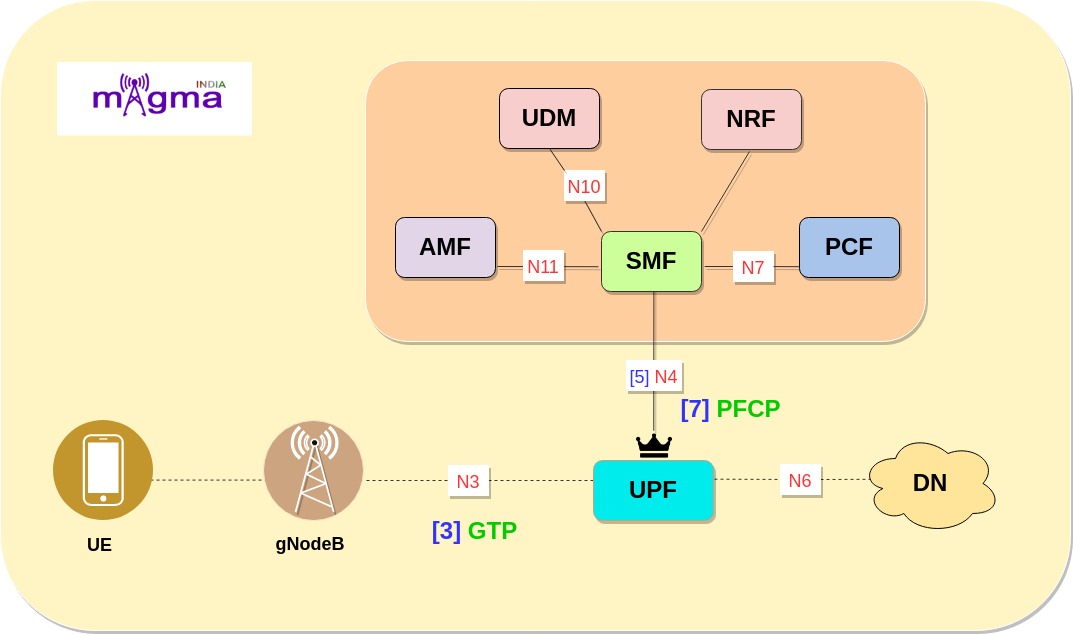 INDIA
magma
UDM
NRF
N10
AMF
N11
SMF
N7
PCF
[5] N4
[7] PFCP
N3
UPF
N6
DN
[3] GTP
UE
gNodeB